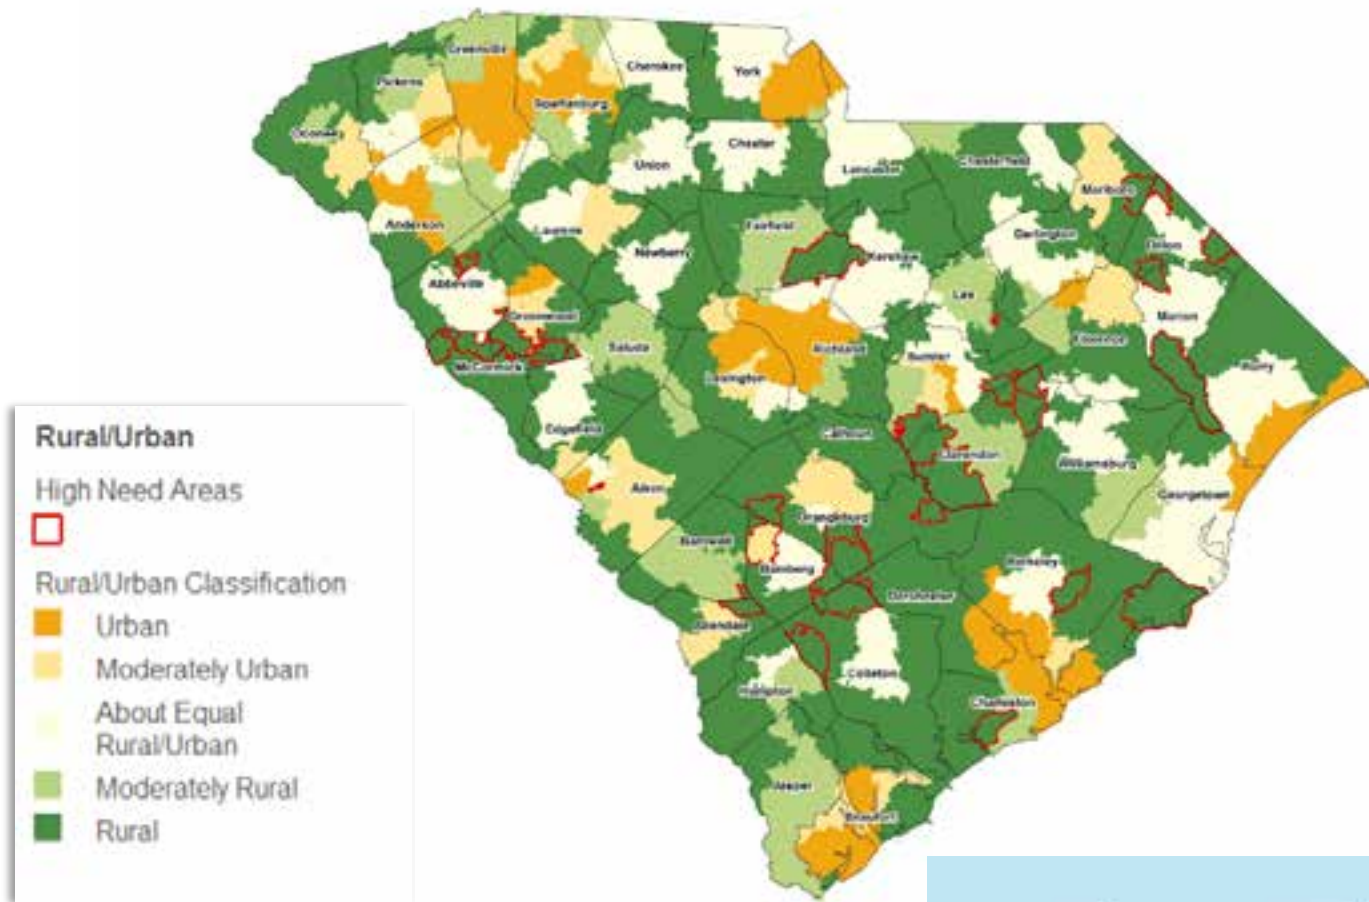 Greenville
Cherokee
York
Pickens
Spartanburg
Oconee
Chester
Union
Lancaster
Chesterfield
Marlboro
Anderson
Laurens
Fairfield
Darlington
Newberry
Kershaw
Dillon
Abbeville
Lee
Greenwood
Marion
Saluda
Richland
Florence
Sumter
McCormick
Lexington
Horry
Edgefield
Calhoun
Clarendon
Williamsburg
Aiken
Georgetown
Orangeburg
Barnwell
Bamberg
Berkeley
Dorchester
Allendale
Colleton
Hampton
Charleston
Jasper
Beaufort
Rural/Urban
High Need Areas
Rural/Urban Classification
Urban
Moderately Urban
About Equal
Rural/Urban
Moderately Rural
Rural